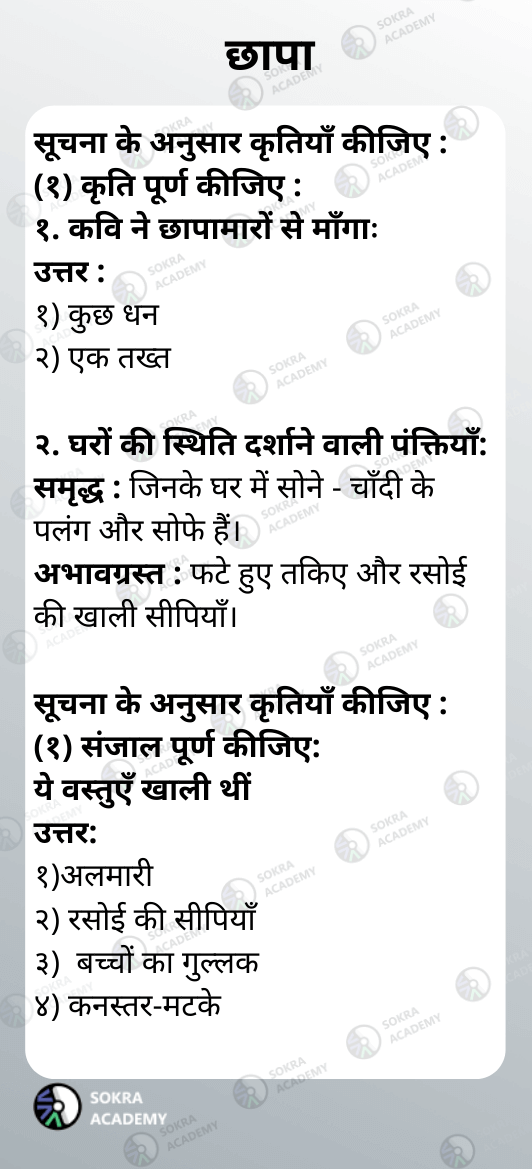 छापा
सूचना के अनुसार कृतियाँ कीजिए :
(१) कृति पूर्ण कीजिए :
१. कवि ने छापामारों से माँगाः
उत्तर :
१) कुछ धन
२) एक तख्त
२. घरों की स्थिति दर्शाने वाली पंक्तियाँ:
समृद्ध : जिनके घर में सोने - चाँदी के
पलंग और सोफे हैं।
अभावग्रस्त : फटे हुए तकिए और रसोई
की खाली सीपियाँ।
सूचना के अनुसार कृतियाँ कीजिए :
(१) संजाल पूर्ण कीजिए:
ये वस्तुएँ खाली थीं
उत्तर:
१)अलमारी
२) रसोई की सीपियाँ
३)  बच्चों का गुल्लक
४) कनस्तर-मटके
SOKRA
ACADEMY